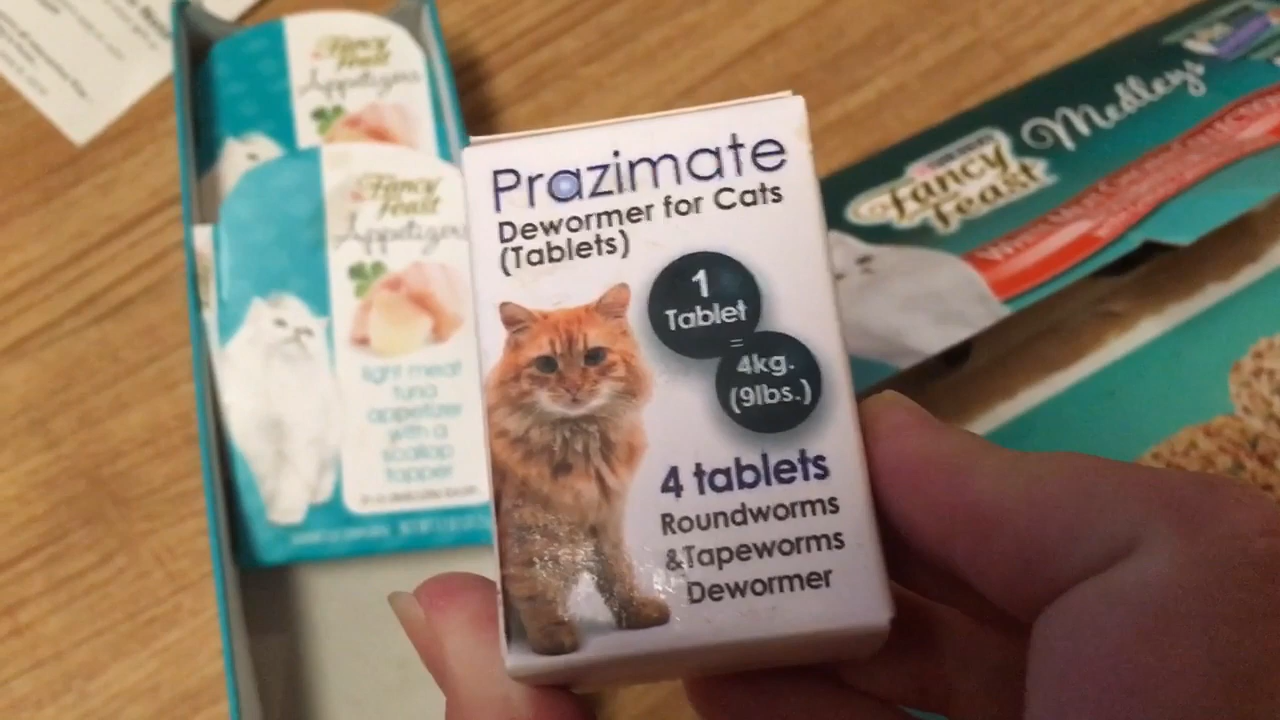 Prazimate
Dewormer for Cats
(Tablets)
1
Tablet
=
4kg.
(9lbs.)
4 tablets
Roundworms
&Tapeworms
Dewormer
Fancy
Feast
Appetizers
Fancy
Feast
Appetizers
light meat
tuna
appetizer
with a
scallop
topper
Fancy
Feast
Medleys